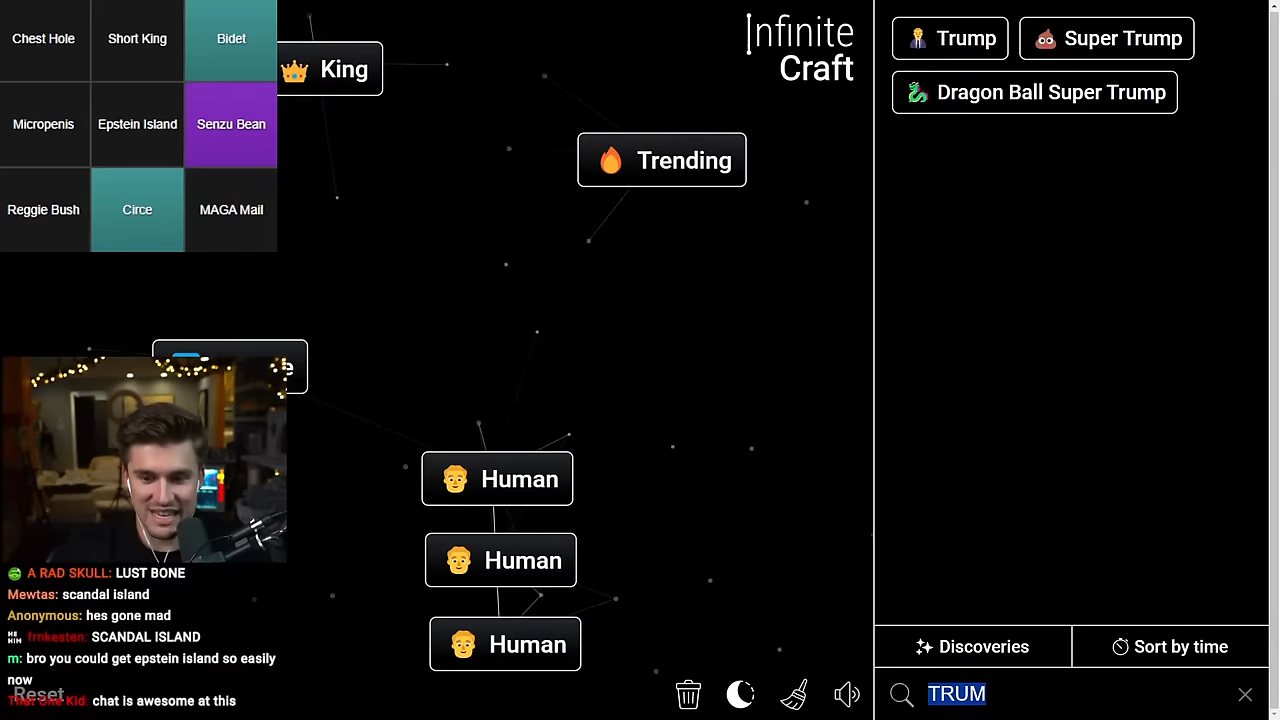 Chest Hole
Short King
Bidet
Micropenis
Epstein Island
Senzu Bean
Reggie Bush
Circe
MAGA Mail
King
Infinite
Craft
Trending
e
Human
Human
Human
Trump
Super Trump
Dragon Ball Super Trump
A RAD SKULL: LUST BONE
Mewtas: scandal island
Anonymous: hes gone mad
frnkesten: SCANDAL ISLAND
m: bro you could get epstein island so easily
now
Reset
That One Kid: chat is awesome at this
Discoveries
Sort by time
TRUM